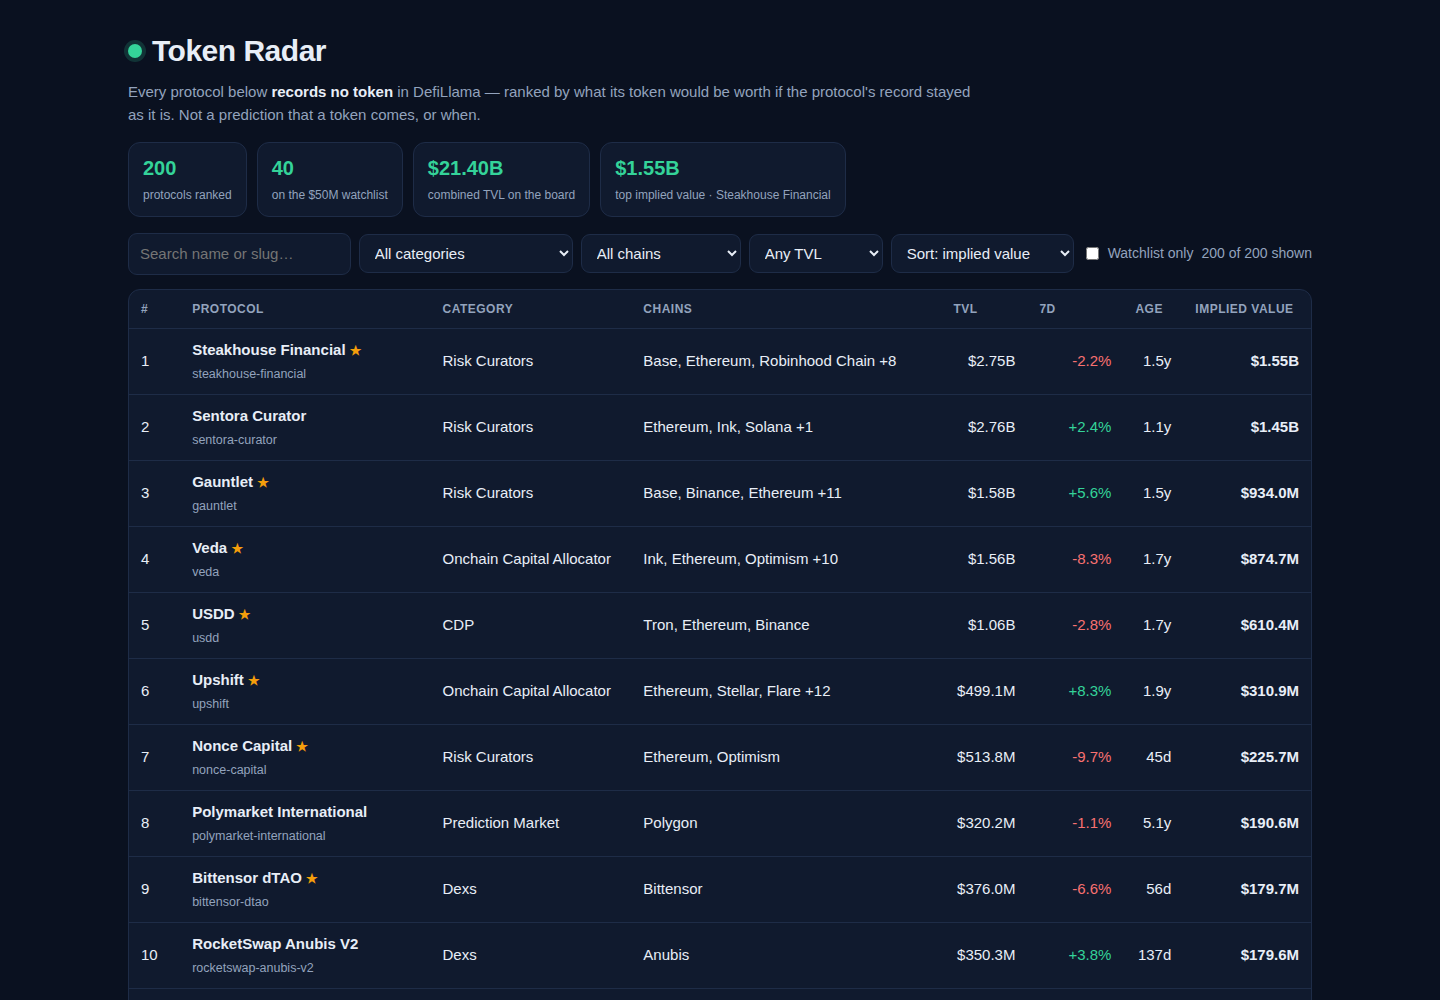 Token Radar
Every protocol below records no token in DefiLlama — ranked by what its token would be worth if the protocol's record stayed
as it is. Not a prediction that a token comes, or when.
200
protocols ranked
40
on the $50M watchlist
$21.40B
combined TVL on the board
$1.55B
top implied value · Steakhouse Financial
Search name or slug… All categories All chains Any TVL Sort: implied value Watchlist only 200 of 200 shown
# PROTOCOL CATEGORY CHAINS TVL 7D AGE IMPLIED VALUE
1 Steakhouse Financial ★ Risk Curators Base, Ethereum, Robinhood Chain +8 $2.75B -2.2% 1.5y $1.55B
steakhouse-financial
2 Sentora Curator Risk Curators Ethereum, Ink, Solana +1 $2.76B +2.4% 1.1y $1.45B
sentora-curator
3 Gauntlet ★ Risk Curators Base, Binance, Ethereum +11 $1.58B +5.6% 1.5y $934.0M
gauntlet
4 Veda ★ Onchain Capital Allocator Ink, Ethereum, Optimism +10 $1.56B -8.3% 1.7y $874.7M
veda
5 USDD ★ CDP Tron, Ethereum, Binance $1.06B -2.8% 1.7y $610.4M
usdd
6 Upshift ★ Onchain Capital Allocator Ethereum, Stellar, Flare +12 $499.1M +8.3% 1.9y $310.9M
upshift
7 Nonce Capital ★ Risk Curators Ethereum, Optimism $513.8M -9.7% 45d $225.7M
nonce-capital
8 Polymarket International Prediction Market Polygon $320.2M -1.1% 5.1y $190.6M
polymarket-international
9 Bittensor dTAO ★ Dexs Bittensor $376.0M -6.6% 56d $179.7M
bittensor-dtao
10 RocketSwap Anubis V2 Dexs Anubis $350.3M +3.8% 137d $179.6M
rocketswap-anubis-v2